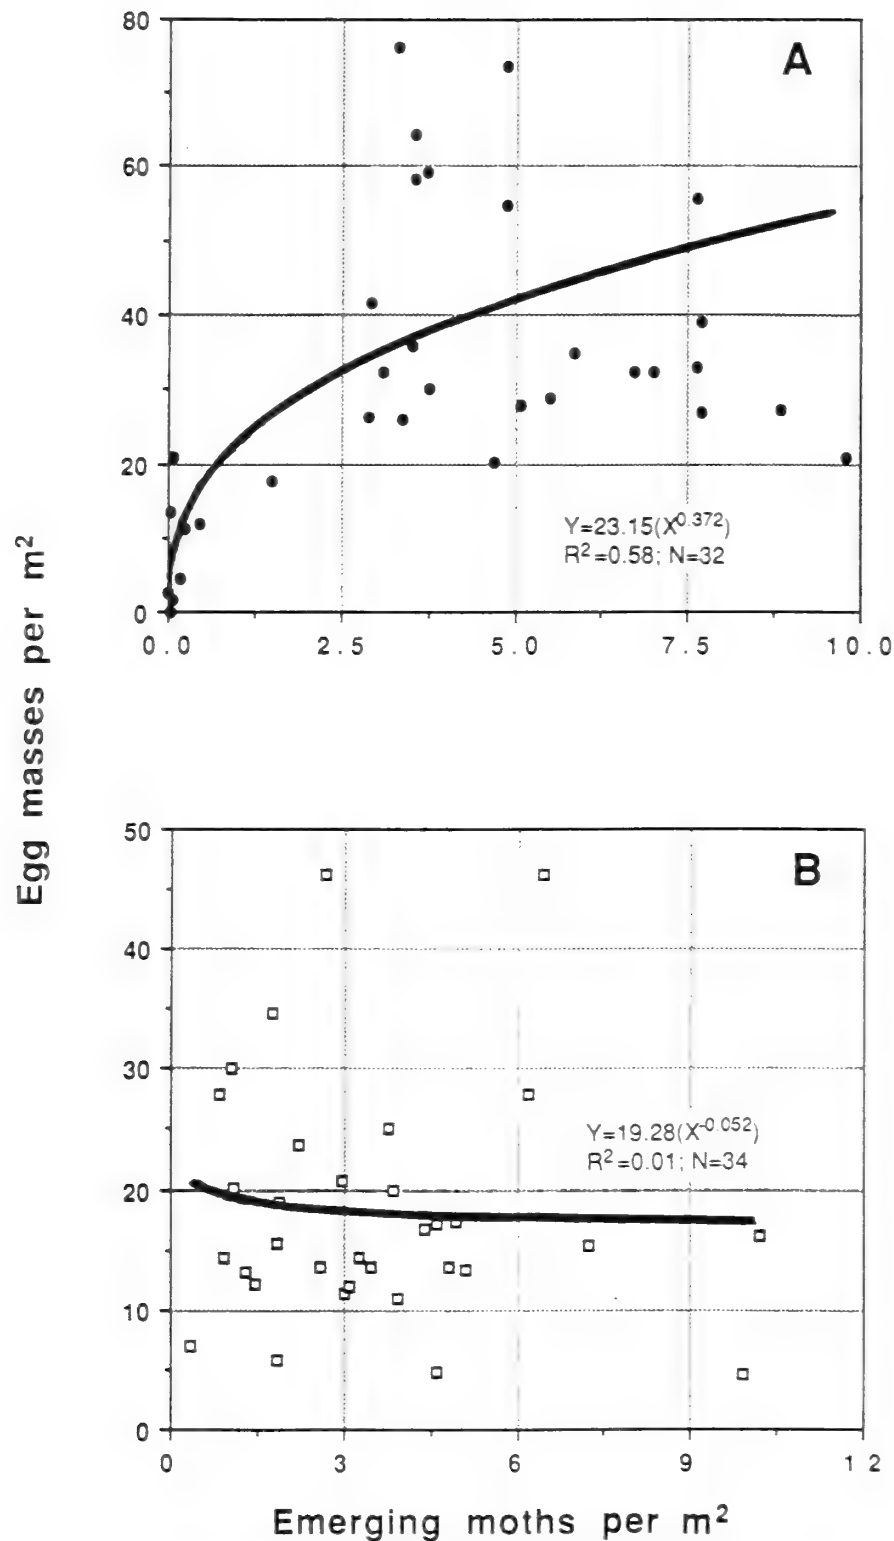 Egg masses per m²
80
A
60
40
20
0
Y=23.15(X^0.372)
R²=0.58; N=32
0.0 2.5 5.0 7.5 10.0
50
B
40
30
20
10
0
Y=19.28(X^-0.052)
R²=0.01; N=34
0 3 6 9 12
Emerging moths per m²